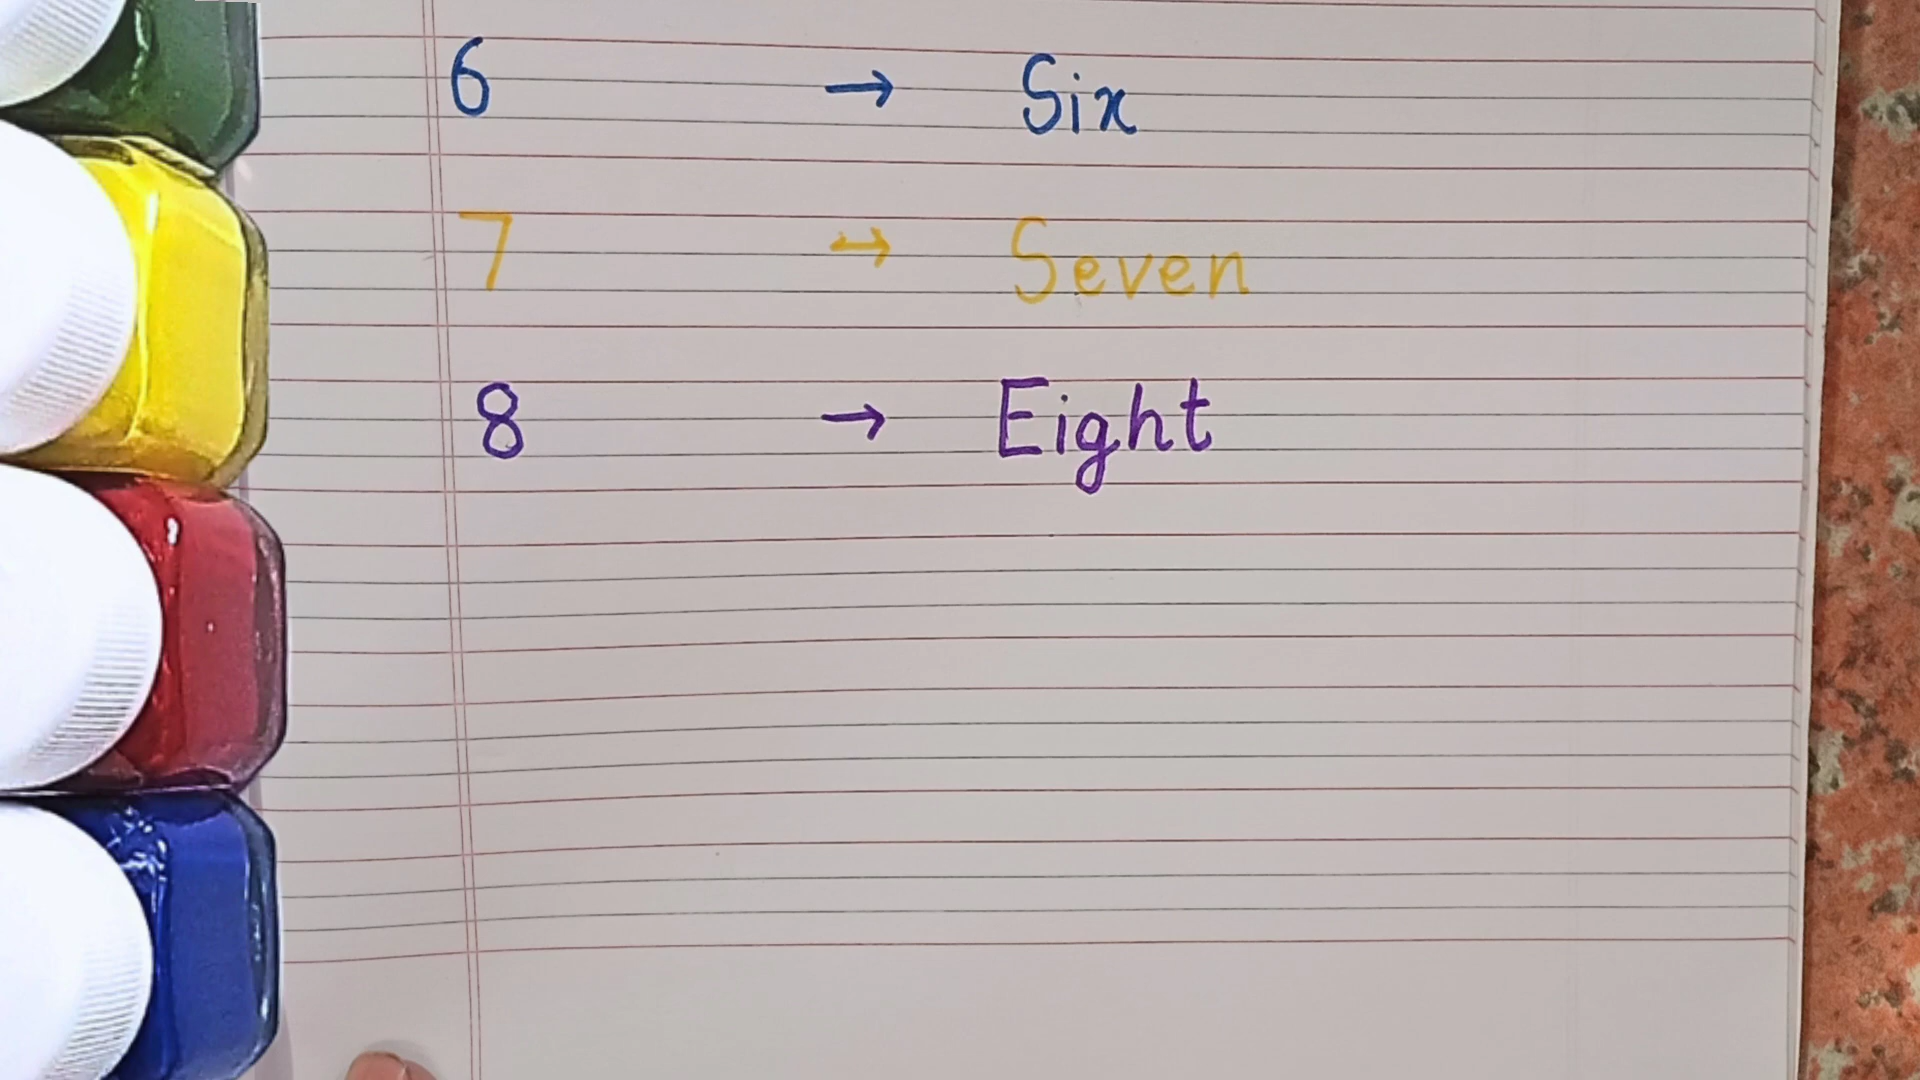 6 → Six
7 → Seven
8 → Eight